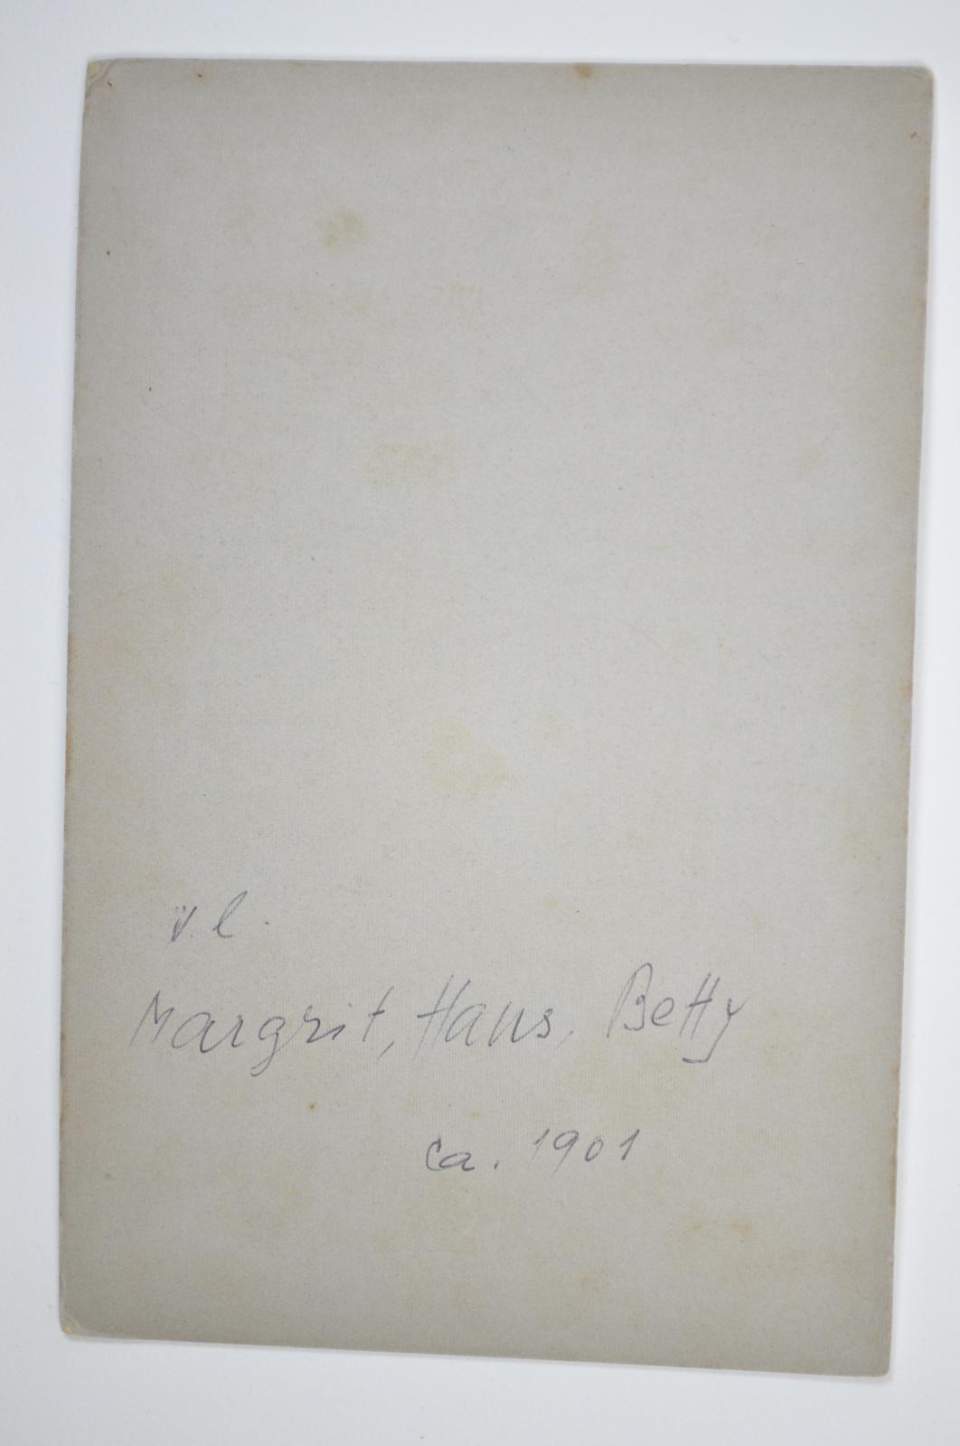 v. l.
Margrit, Hans, Betty
ca. 1901